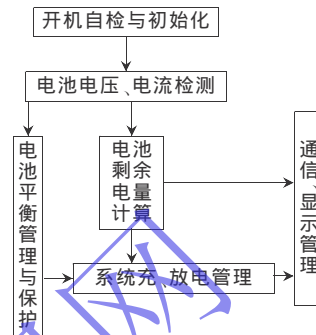 开机自检与初始化
电池电压、电流检测
电池平衡管理与保护
电池
剩余
电量
计算
通信、显示管理
系统充、放电管理
网